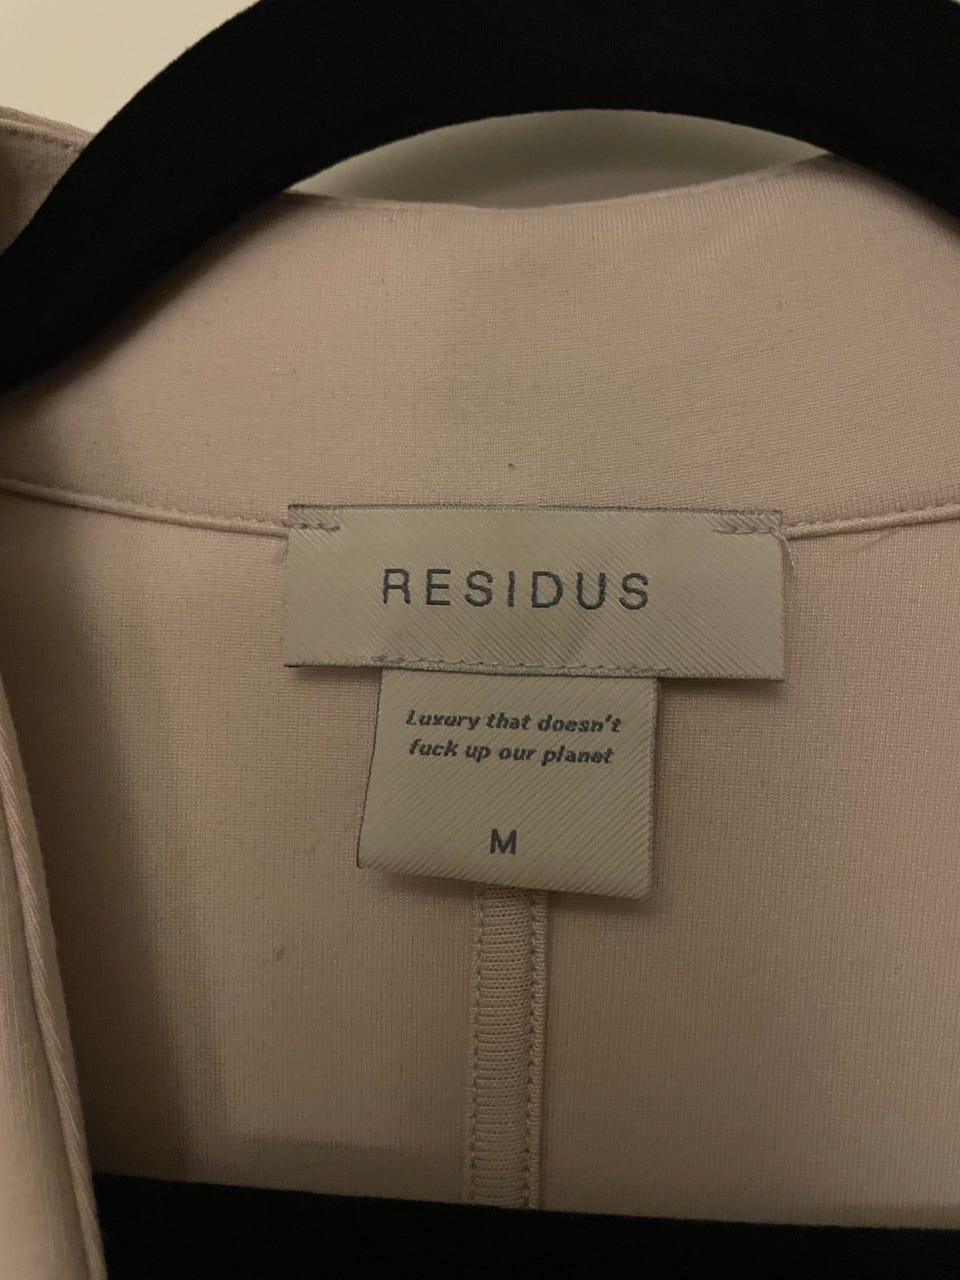 RESIDUS
Luxury that doesn't
fuck up our planet
M